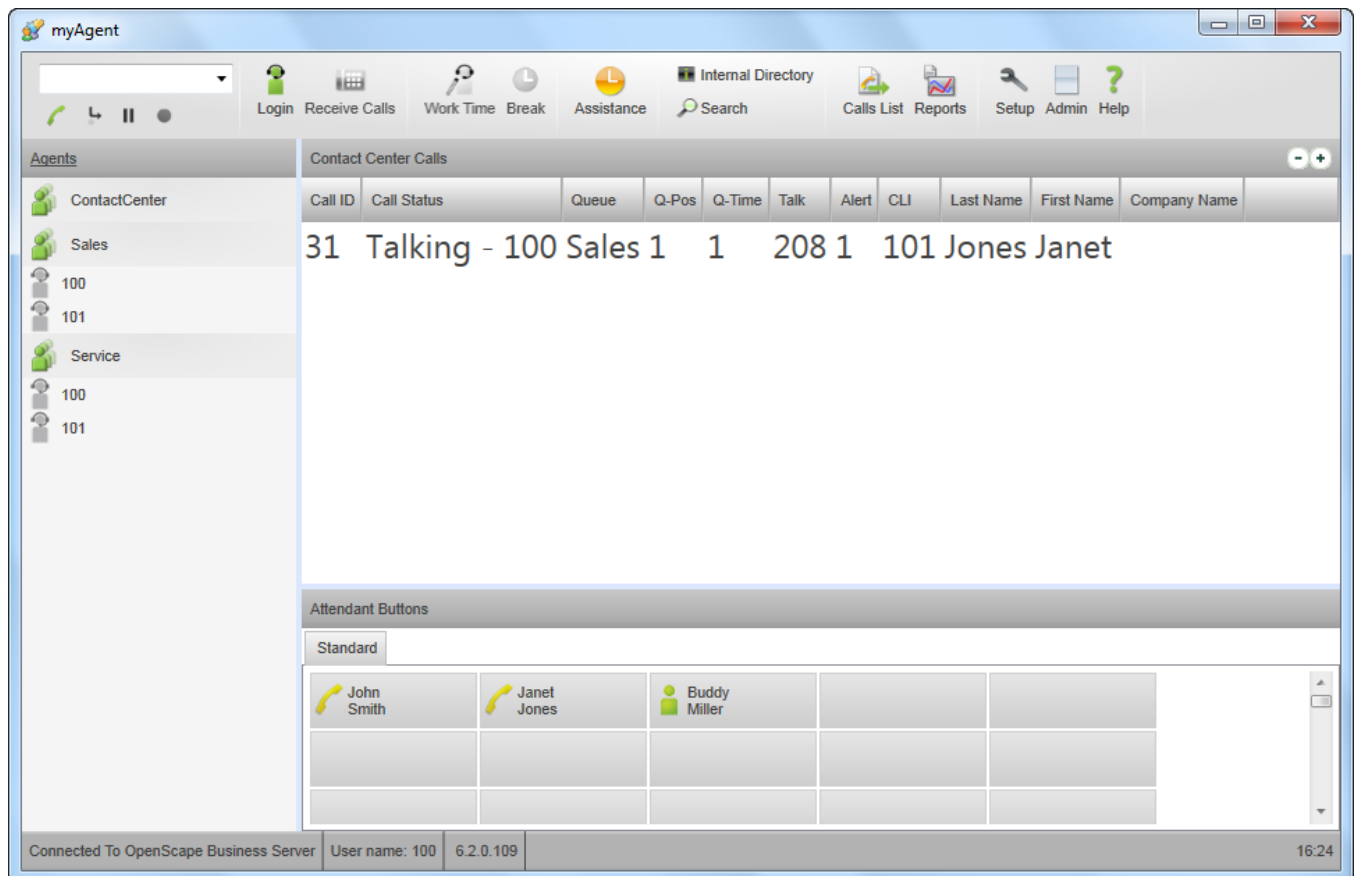 myAgent
Login Receive Calls Work Time Break Assistance Internal Directory Search Calls List Reports Setup Admin Help
Agents
ContactCenter
Sales
100
101
Service
100
101
Contact Center Calls
Call ID Call Status Queue Q-Pos Q-Time Talk Alert CLI Last Name First Name Company Name
31 Talking - 100 Sales 1 1 208 1 101 Jones Janet
Attendant Buttons
Standard
John
Smith
Janet
Jones
Buddy
Miller
Connected To OpenScape Business Server User name: 100 6.2.0.109 16:24